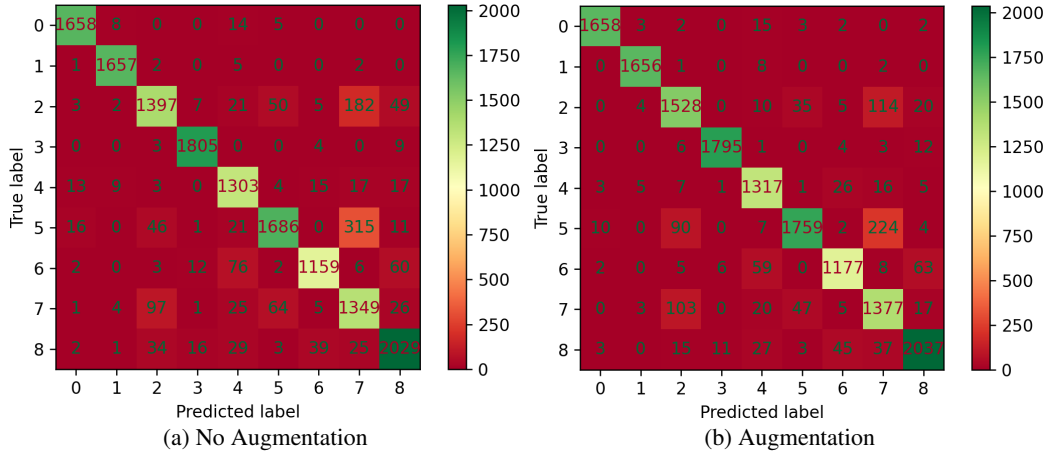 True label
0 1658 8 0 0 14 5 0 0 0
1 1 1657 2 0 5 0 0 2 0
2 3 2 1397 7 21 50 5 182 49
3 0 0 3 1805 0 0 4 0 9
4 13 9 3 0 1303 4 15 17 17
5 16 0 46 1 21 1686 0 315 11
6 2 0 3 12 76 2 1159 6 60
7 1 4 97 1 25 64 5 1349 26
8 2 1 34 16 29 3 39 25 2029
0 1 2 3 4 5 6 7 8
Predicted label
2000
1750
1500
1250
1000
750
500
250
0
(a) No Augmentation
True label
0 1658 3 2 0 15 3 2 0 2
1 0 1656 1 0 8 0 0 2 0
2 0 4 1528 0 10 35 5 114 20
3 0 0 6 1795 1 0 4 3 12
4 3 5 7 1 1317 1 26 16 5
5 10 0 90 0 7 1759 2 224 4
6 2 0 5 6 59 0 1177 8 63
7 0 3 103 0 20 47 5 1377 17
8 3 0 15 11 27 3 45 37 2037
0 1 2 3 4 5 6 7 8
Predicted label
2000
1750
1500
1250
1000
750
500
250
0
(b) Augmentation